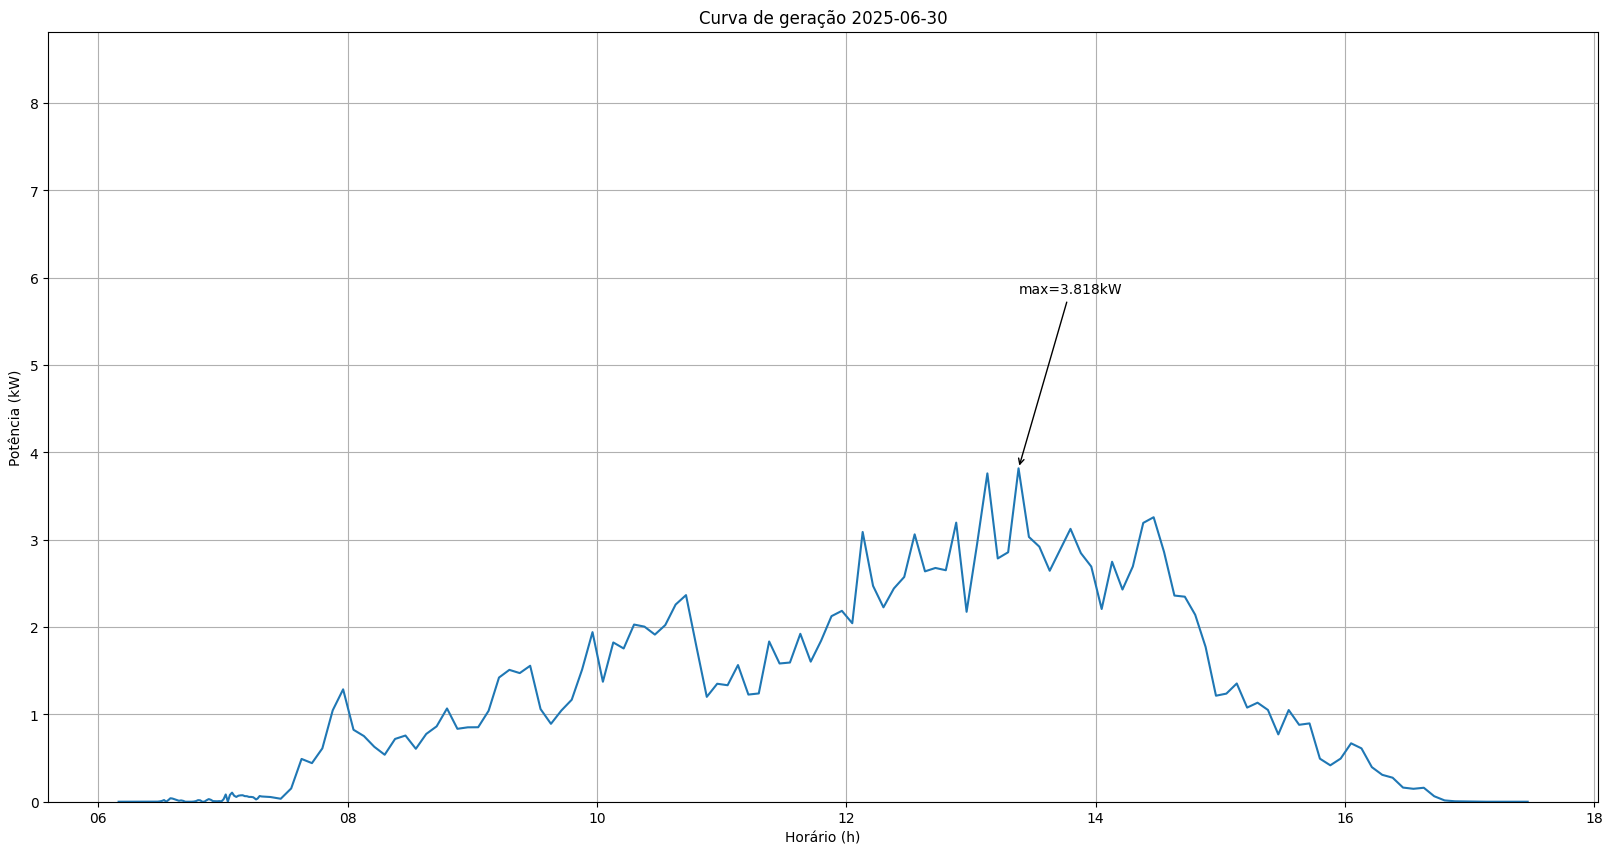 Curva de geração 2025-06-30
Potência (kW)
8
7
6
5
4
3
2
1
0
max=3.818kW
06 08 10 12 14 16 18
Horário (h)